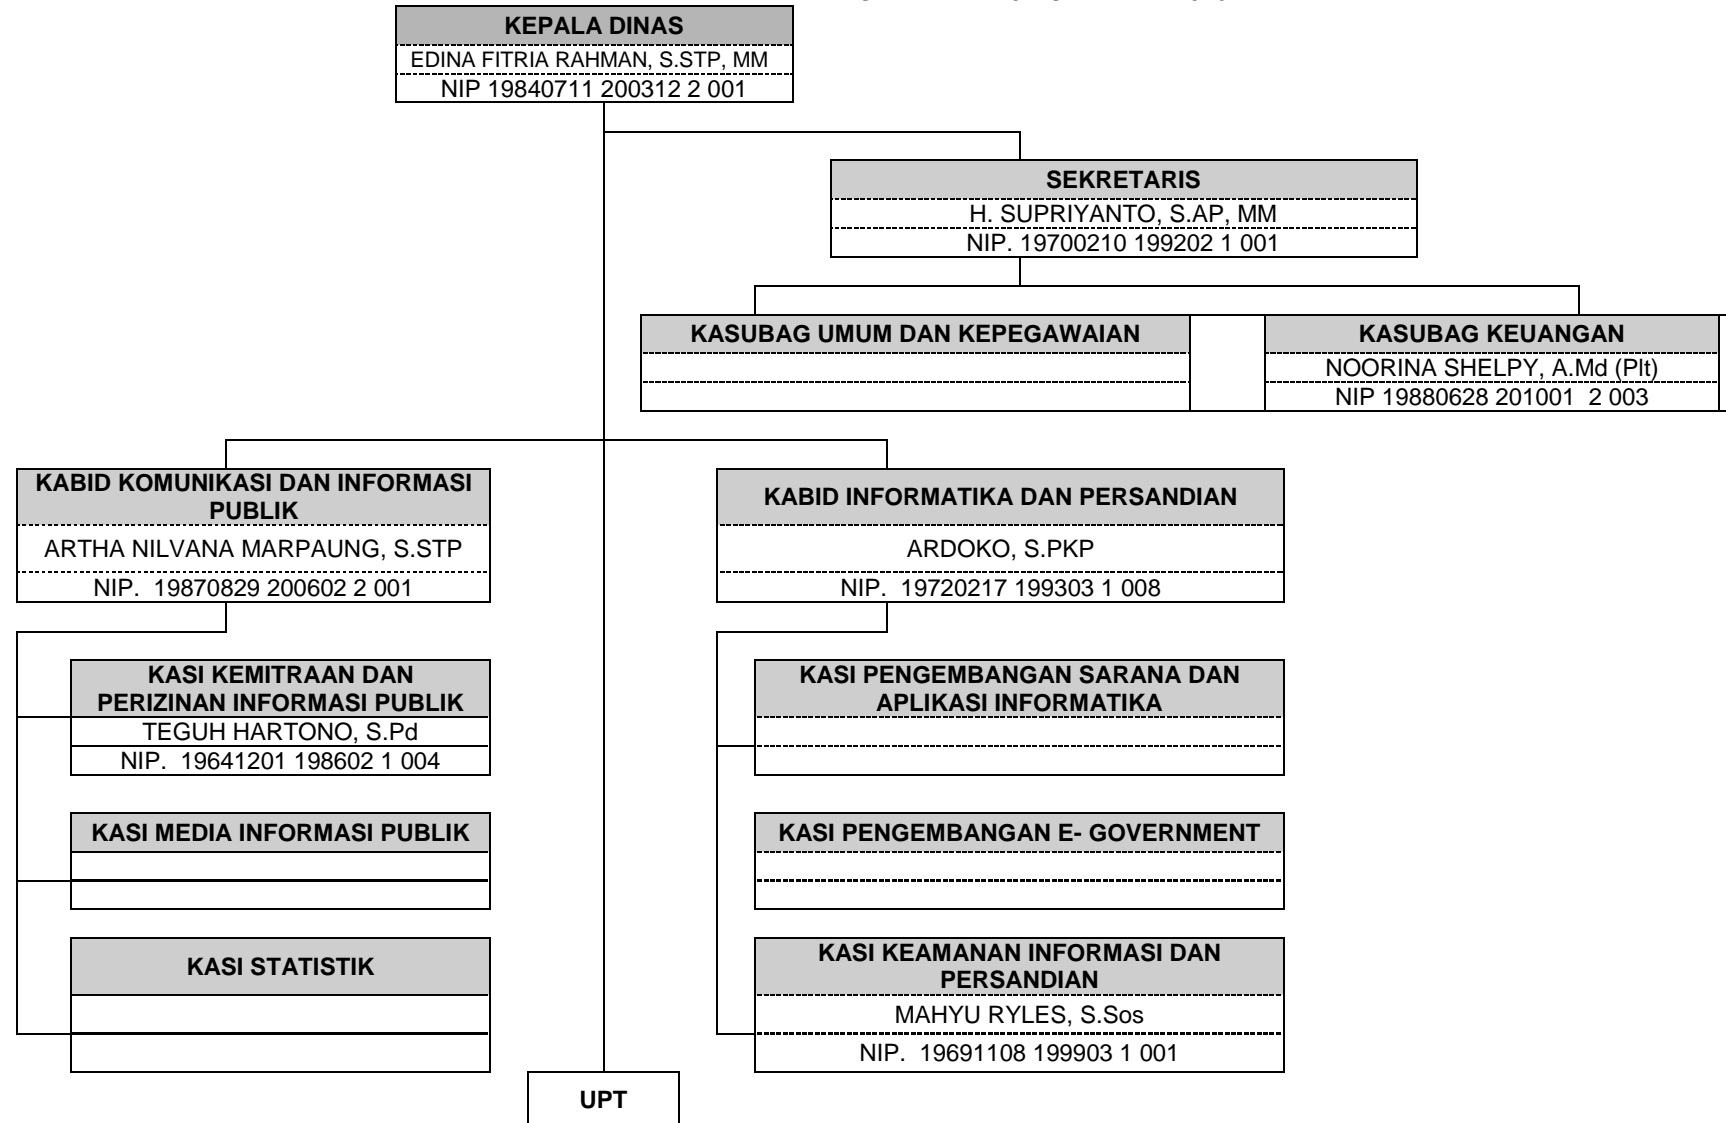 KEPALA DINAS
EDINA FITRIA RAHMAN, S.STP, MM
NIP 19840711 200312 2 001
SEKRETARIS
H. SUPRIYANTO, S.AP, MM
NIP. 19700210 199202 1 001
KASUBAG UMUM DAN KEPEGAWAIAN
KASUBAG KEUANGAN
NOORINA SHELPY, A.Md (Plt)
NIP 19880628 201001 2 003
KABID KOMUNIKASI DAN INFORMASI
PUBLIK
ARTHA NILVANA MARPAUNG, S.STP
NIP. 19870829 200602 2 001
KABID INFORMATIKA DAN PERSANDIAN
ARDOKO, S.PKP
NIP. 19720217 199303 1 008
KASI KEMITRAAN DAN
PERIZINAN INFORMASI PUBLIK
TEGUH HARTONO, S.Pd
NIP. 19641201 198602 1 004
KASI PENGEMBANGAN SARANA DAN
APLIKASI INFORMATIKA
KASI MEDIA INFORMASI PUBLIK
KASI PENGEMBANGAN E- GOVERNMENT
KASI STATISTIK
KASI KEAMANAN INFORMASI DAN
PERSANDIAN
MAHYU RYLES, S.Sos
NIP. 19691108 199903 1 001
UPT